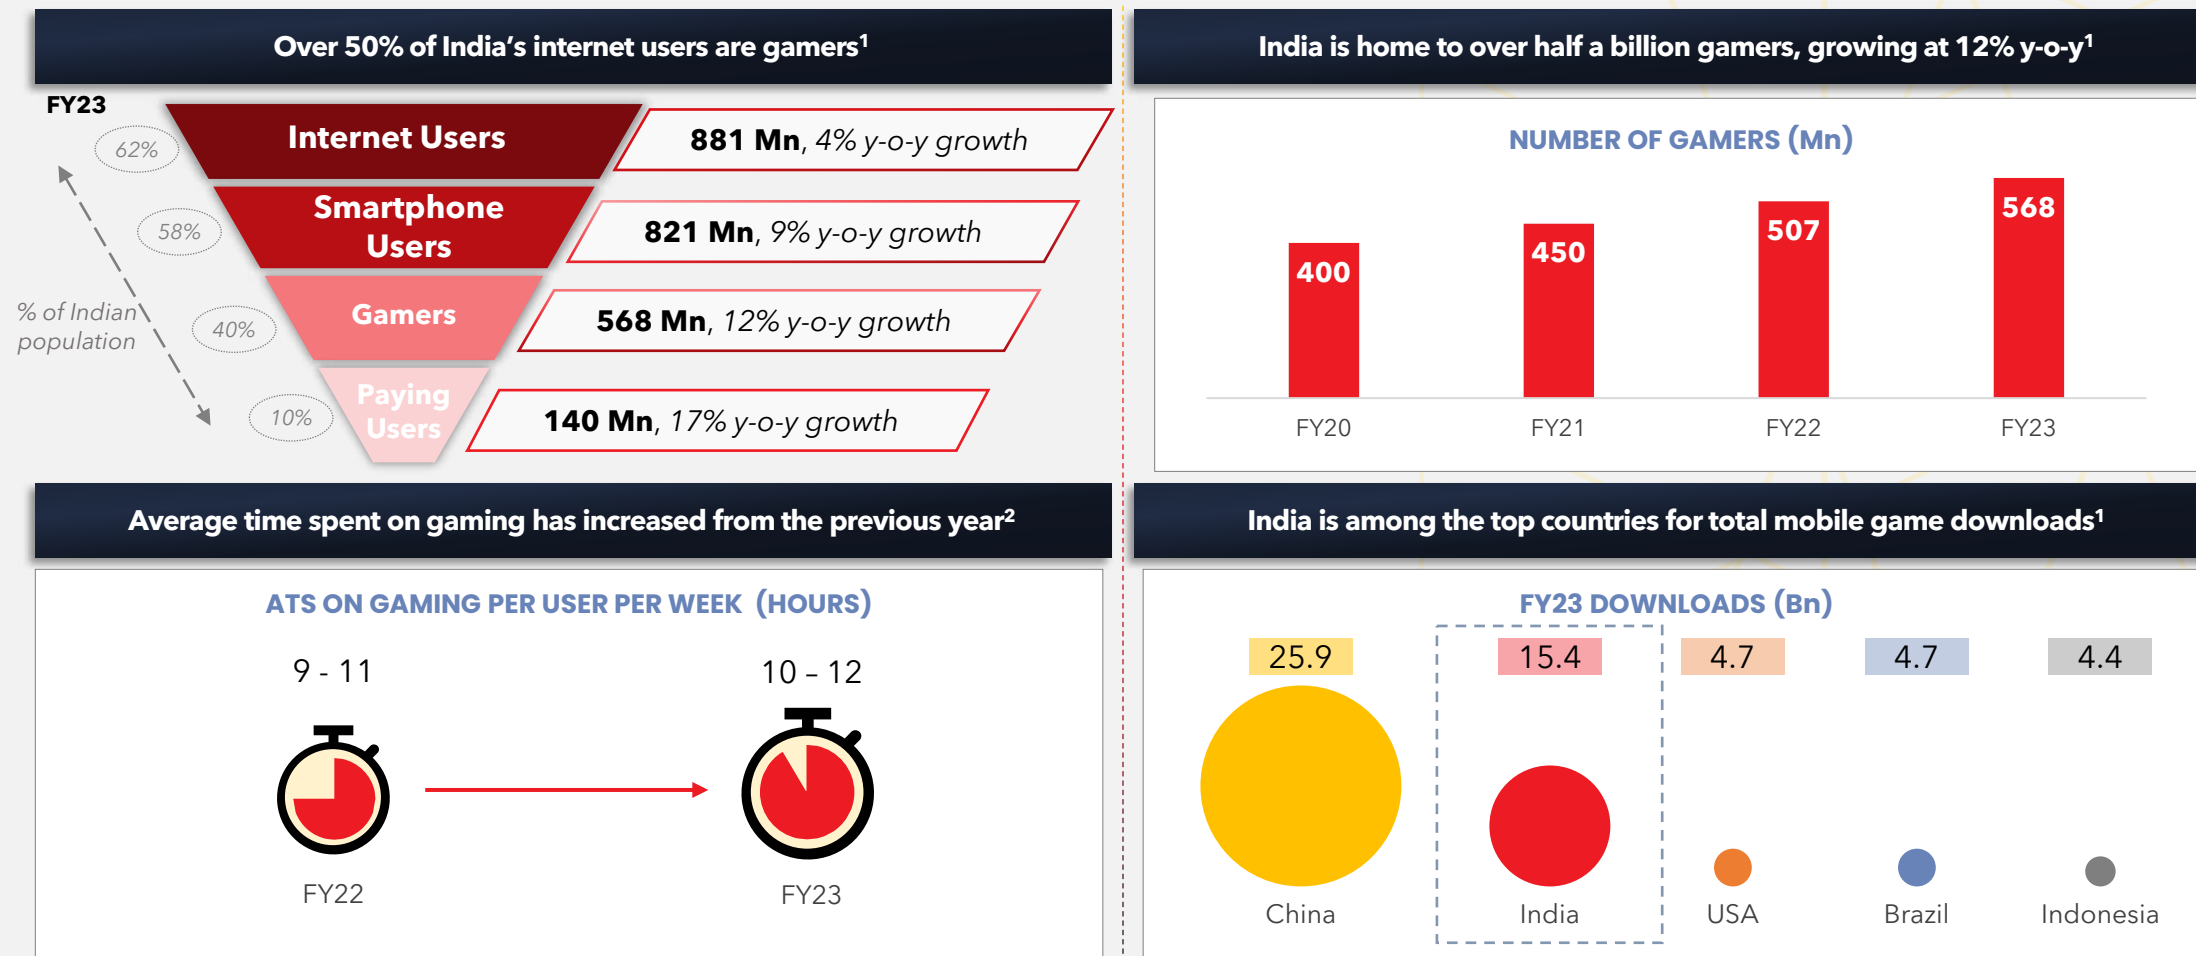 Over 50% of India’s internet users are gamers¹
FY23
62%
Internet Users
881 Mn, 4% y-o-y growth
58%
Smartphone
Users
821 Mn, 9% y-o-y growth
% of Indian
population
40%
Gamers
568 Mn, 12% y-o-y growth
10%
Paying
Users
140 Mn, 17% y-o-y growth
India is home to over half a billion gamers, growing at 12% y-o-y¹
NUMBER OF GAMERS (Mn)
400
450
507
568
FY20
FY21
FY22
FY23
Average time spent on gaming has increased from the previous year²
ATS ON GAMING PER USER PER WEEK (HOURS)
9 - 11
10 – 12
FY22
FY23
India is among the top countries for total mobile game downloads¹
FY23 DOWNLOADS (Bn)
25.9
15.4
4.7
4.7
4.4
China
India
USA
Brazil
Indonesia